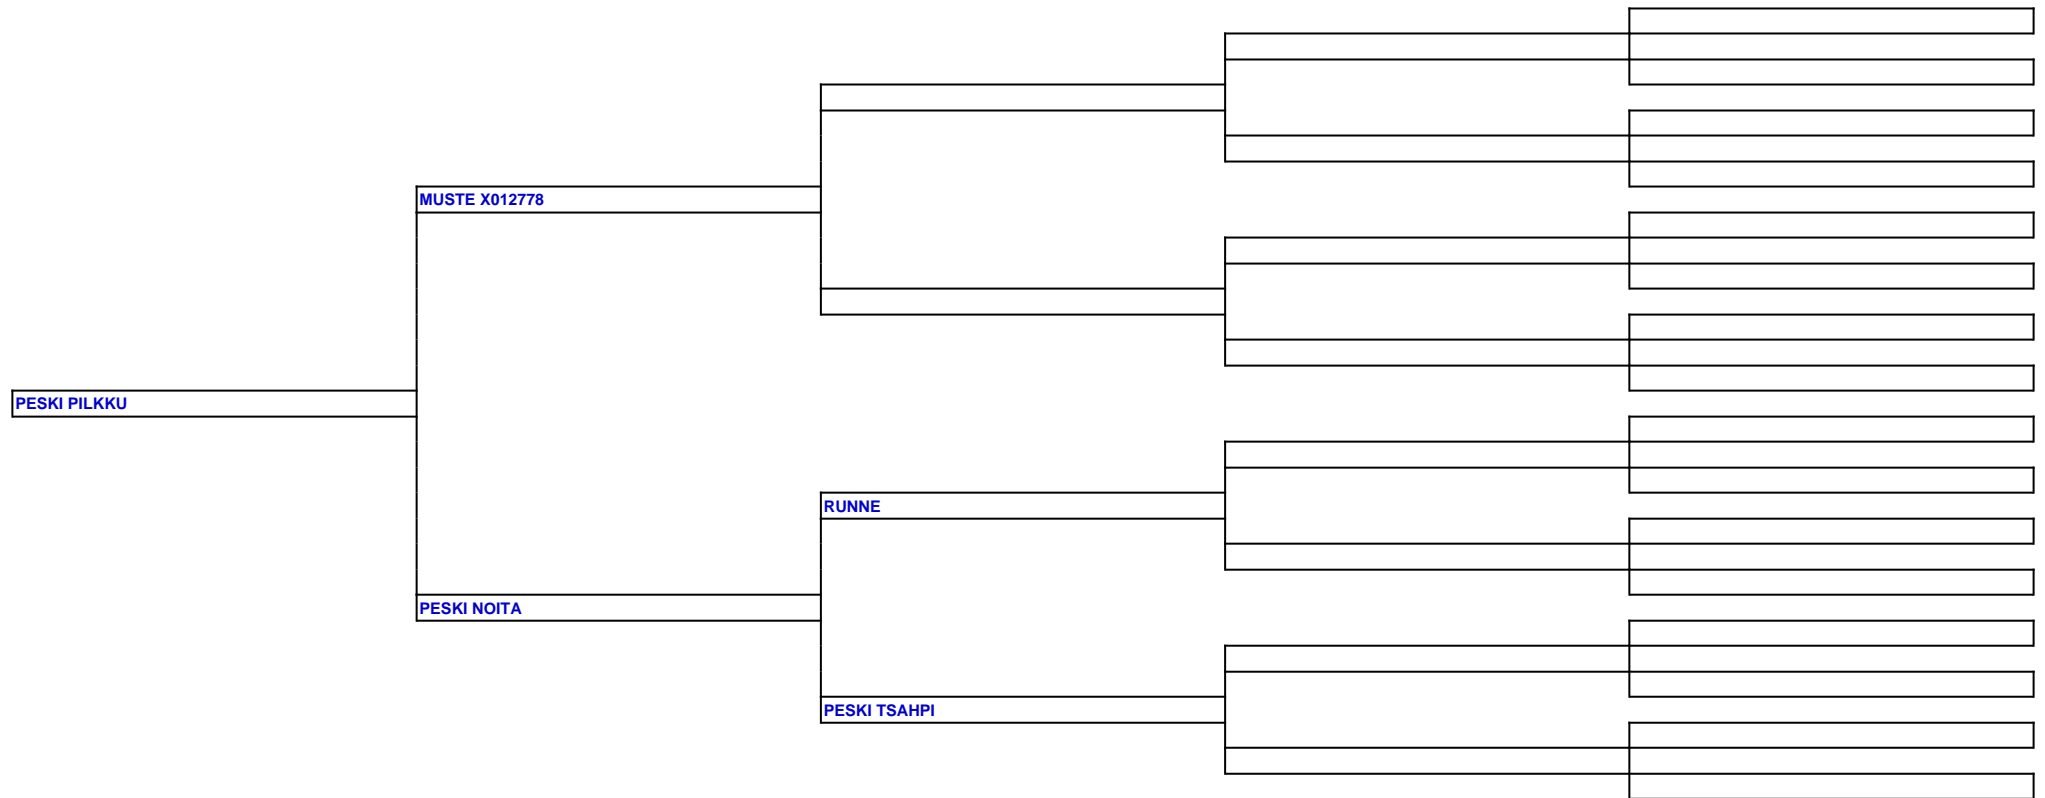 MUSTE X012778
PESKI PILKKU
RUNNE
PESKI NOITA
PESKI TSAHPI